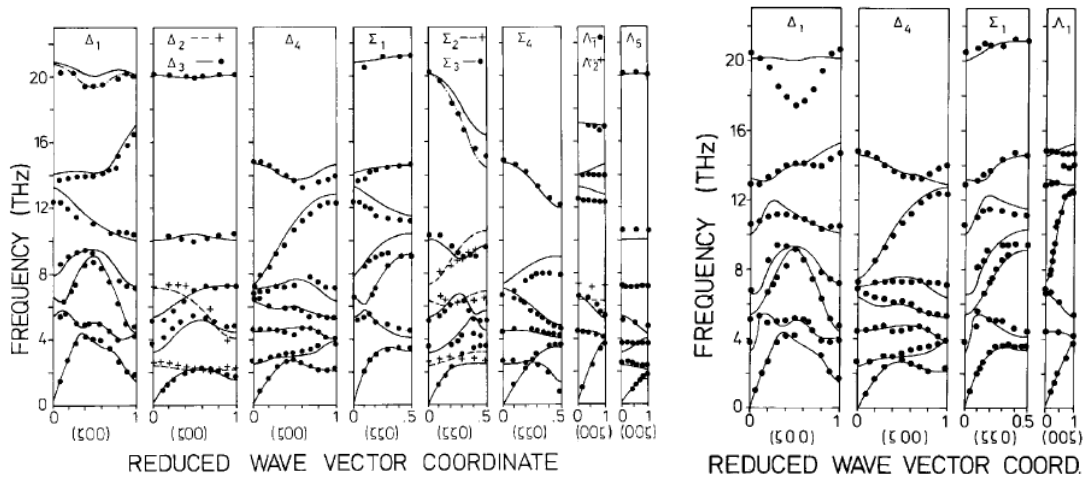 Δ₁
Δ₂ --+
Δ₃ —•
Δ₄
Σ₁
Σ₂ --+
Σ₃ —•
Σ₄
Λ₁•
Λ₂+
Λ₅
20
16
12
8
4
0
FREQUENCY (THz)
0 1 0 1 0 1 0 .5 0 .5 0 .5 0 1 0 1
(ζ00) (ζ00) (ζ00) (ζζ0) (ζζ0) (ζζ0) (00ζ) (00ζ)
REDUCED WAVE VECTOR COORDINATE
Δ₁ Δ₄ Σ₁ Λ₁
20
16
12
8
4
0
FREQUENCY (THz)
0 1 0 1 0 0.5 0 1
(ζ00) (ζ00) (ζζ0) (00ζ)
REDUCED WAVE VECTOR COORD.